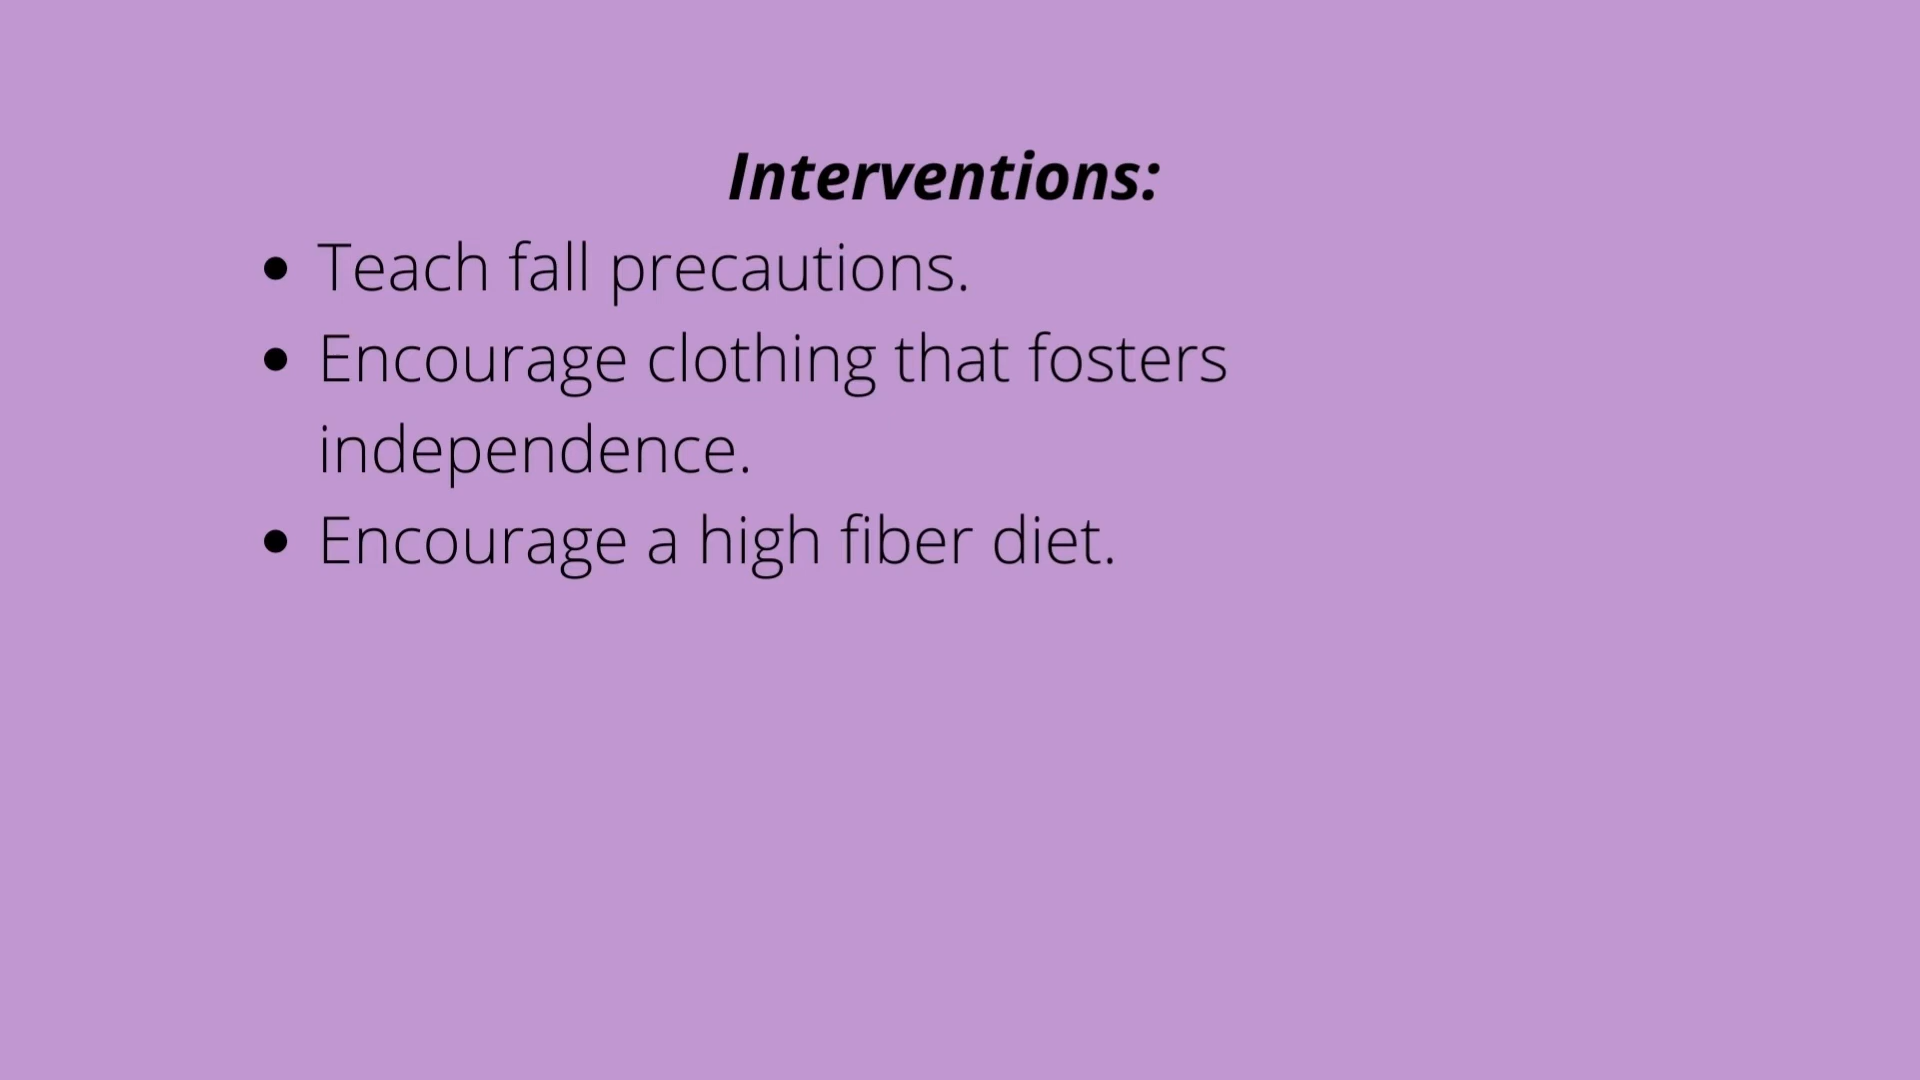 Interventions:
• Teach fall precautions.
• Encourage clothing that fosters
independence.
• Encourage a high fiber diet.